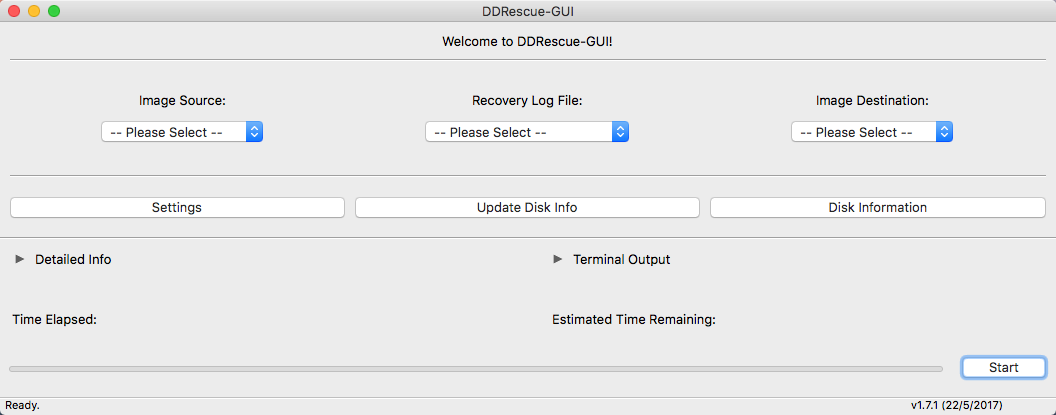 DDRescue-GUI
Welcome to DDRescue-GUI!
Image Source: Recovery Log File: Image Destination:
-- Please Select -- -- Please Select -- -- Please Select --
Settings Update Disk Info Disk Information
Detailed Info Terminal Output
Time Elapsed: Estimated Time Remaining:
Start
Ready. v1.7.1 (22/5/2017)